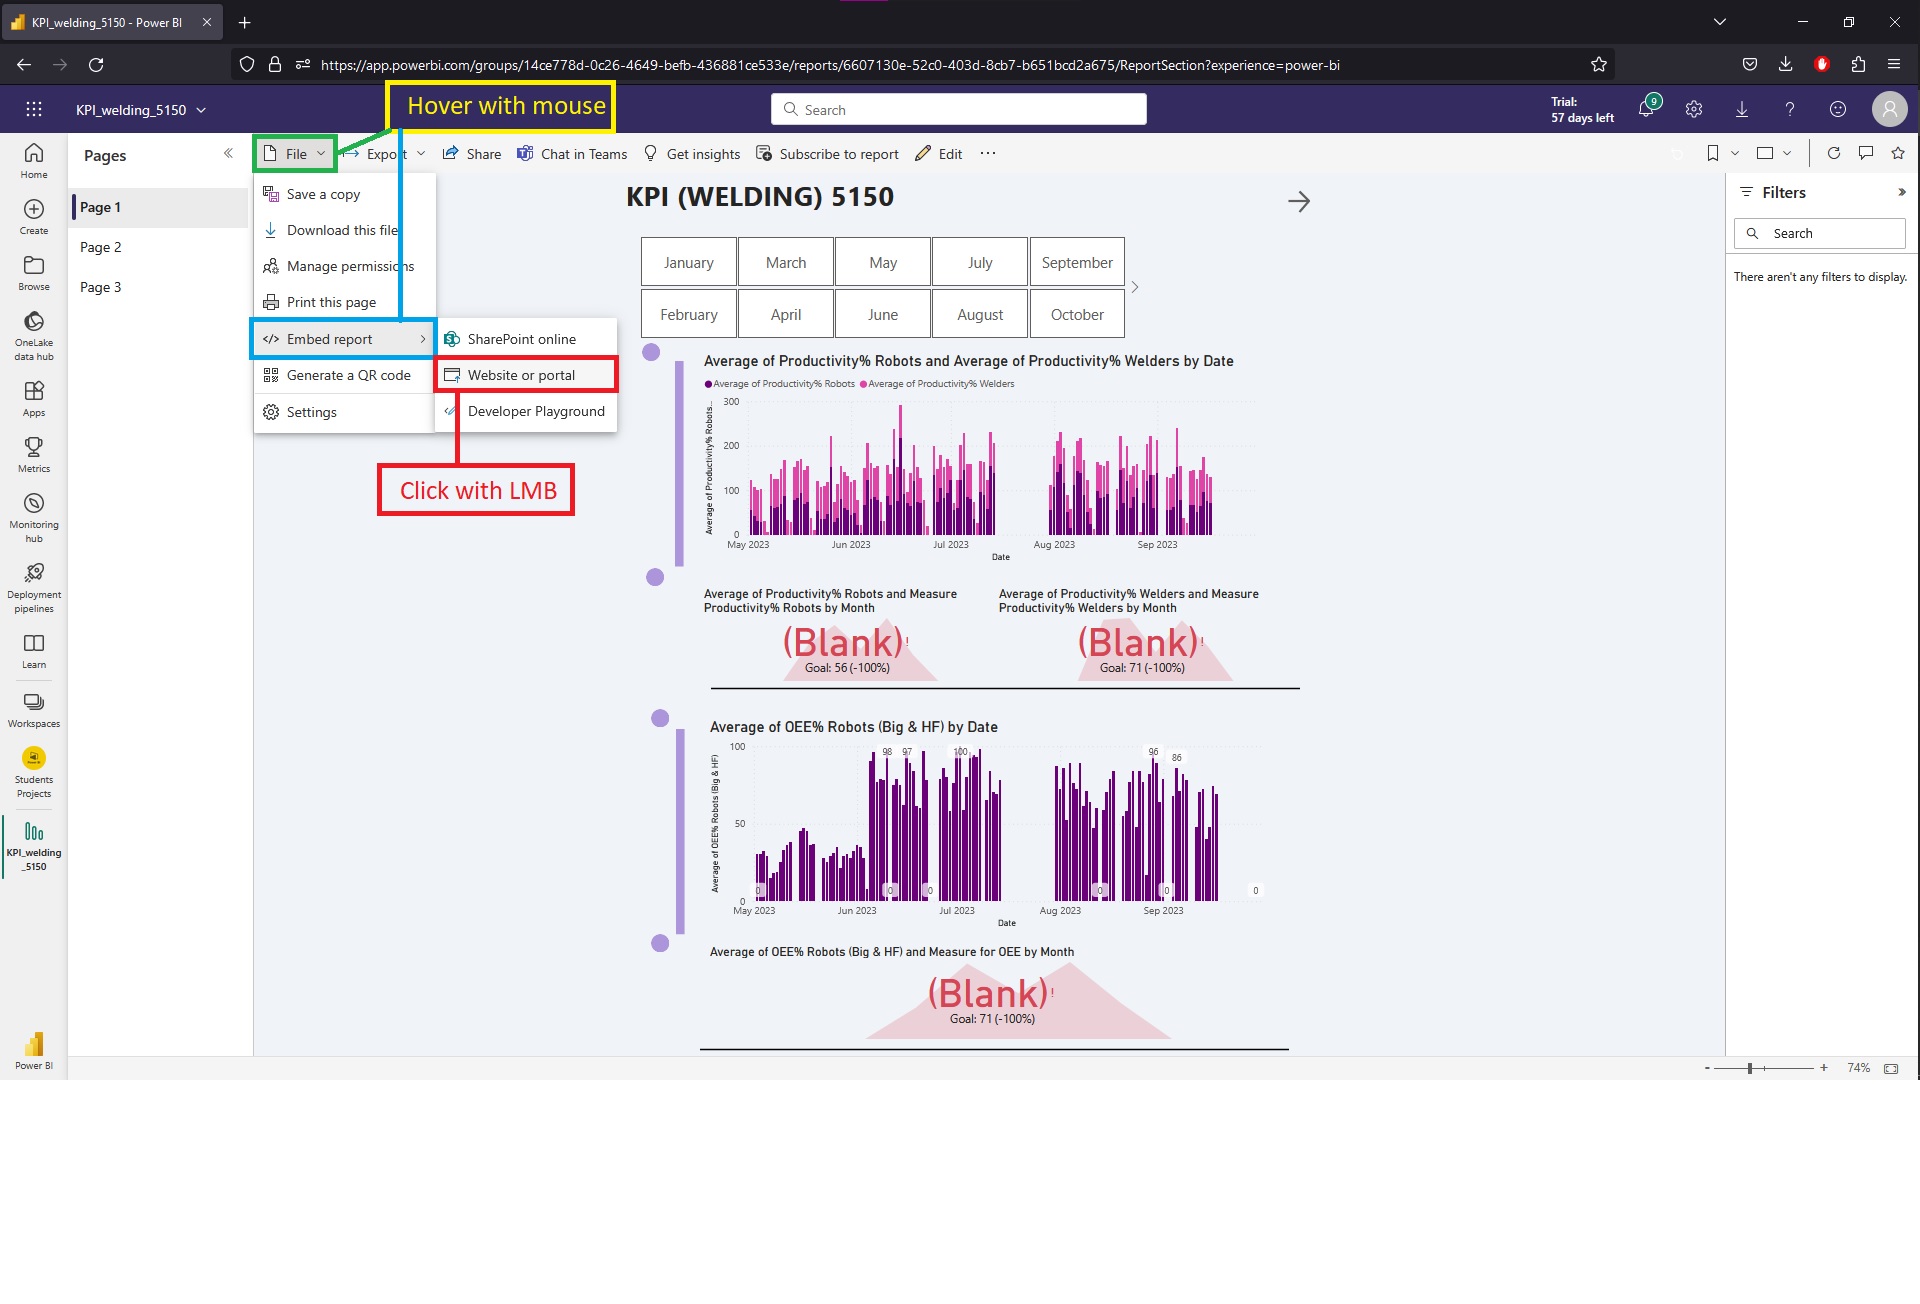 KPI_welding_5150 - Power BI
https://app.powerbi.com/groups/14ce778d-0c26-4649-befb-436881ce533e/reports/6607130e-52c0-403d-8cb7-b651bcd2a675/ReportSection?experience=power-bi
KPI_welding_5150
Hover with mouse
Search
Trial:
57 days left
9
Home
Create
Browse
OneLake
data hub
Apps
Metrics
Monitoring
hub
Deployment
pipelines
Learn
Workspaces
Students
Projects
KPI_welding
_5150
Power BI
Pages
Page 1
Page 2
Page 3
File
Export
Share
Chat in Teams
Get insights
Subscribe to report
Edit
Save a copy
Download this file
Manage permissions
Print this page
Embed report
Generate a QR code
Settings
SharePoint online
Website or portal
Developer Playground
Click with LMB
KPI (WELDING) 5150
January March May July September
February April June August October
Average of Productivity% Robots and Average of Productivity% Welders by Date
Average of Productivity% Robots Average of Productivity% Welders
Average of Productivity% Robots...
300
200
100
0
May 2023 Jun 2023 Jul 2023 Aug 2023 Sep 2023
Date
Average of Productivity% Robots and Measure
Productivity% Robots by Month
(Blank)!
Goal: 56 (-100%)
Average of Productivity% Welders and Measure
Productivity% Welders by Month
(Blank)!
Goal: 71 (-100%)
Average of OEE% Robots (Big & HF) by Date
Average of OEE% Robots (Big & HF)
100
50
0
98 97 100 96 86
0 0 0 0 0 0
May 2023 Jun 2023 Jul 2023 Aug 2023 Sep 2023
Date
Average of OEE% Robots (Big & HF) and Measure for OEE by Month
(Blank)!
Goal: 71 (-100%)
Filters
Search
There aren't any filters to display.
- + 74%